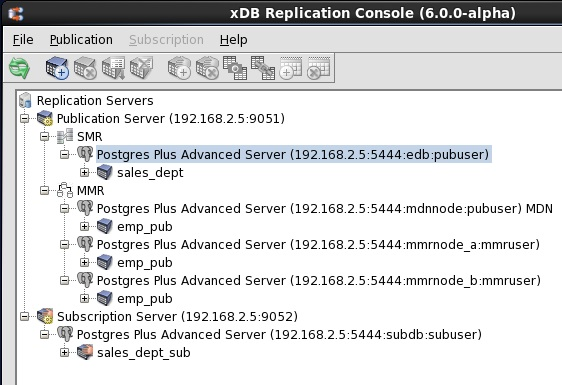 xDB Replication Console (6.0.0-alpha)
File Publication Subscription Help
Replication Servers
Publication Server (192.168.2.5:9051)
SMR
Postgres Plus Advanced Server (192.168.2.5:5444:edb:pubuser)
sales_dept
MMR
Postgres Plus Advanced Server (192.168.2.5:5444:mdnnode:pubuser) MDN
emp_pub
Postgres Plus Advanced Server (192.168.2.5:5444:mmrnode_a:mmruser)
emp_pub
Postgres Plus Advanced Server (192.168.2.5:5444:mmrnode_b:mmruser)
emp_pub
Subscription Server (192.168.2.5:9052)
Postgres Plus Advanced Server (192.168.2.5:5444:subdb:subuser)
sales_dept_sub